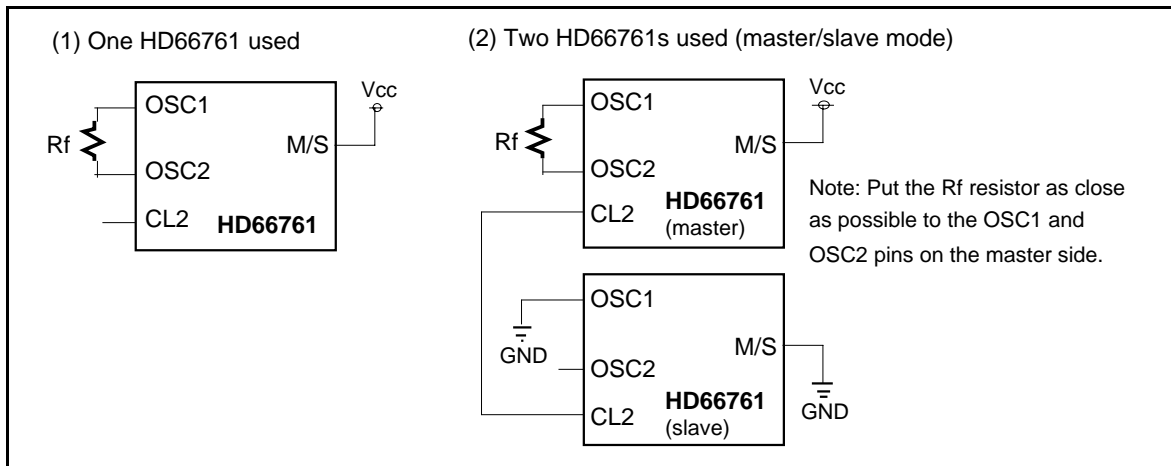 (1) One HD66761 used
OSC1
Rf
OSC2
CL2
HD66761
M/S
Vcc
(2) Two HD66761s used (master/slave mode)
OSC1
Rf
OSC2
CL2
HD66761
(master)
M/S
Vcc
Note: Put the Rf resistor as close
as possible to the OSC1 and
OSC2 pins on the master side.
OSC1
GND
OSC2
CL2
HD66761
(slave)
M/S
GND